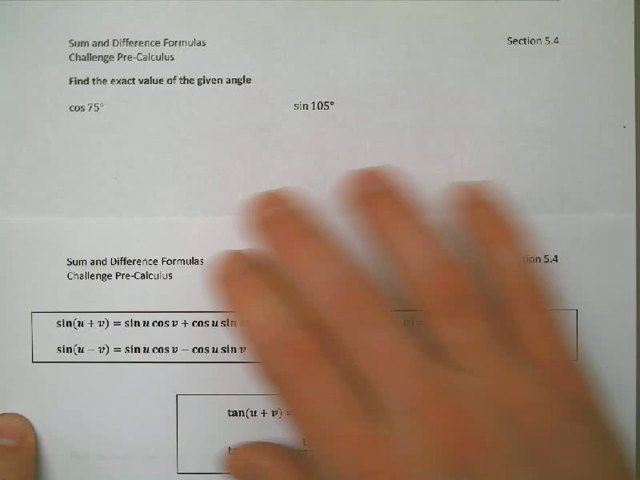 Sum and Difference Formulas Section 5.4
Challenge Pre-Calculus
Find the exact value of the given angle
cos 75° sin 105°
Sum and Difference Formulas 5.4
Challenge Pre-Calculus
sin(u + v) = sin u cos v + cos u sin
sin(u − v) = sin u cos v − cos u sin v
tan(u + v) =